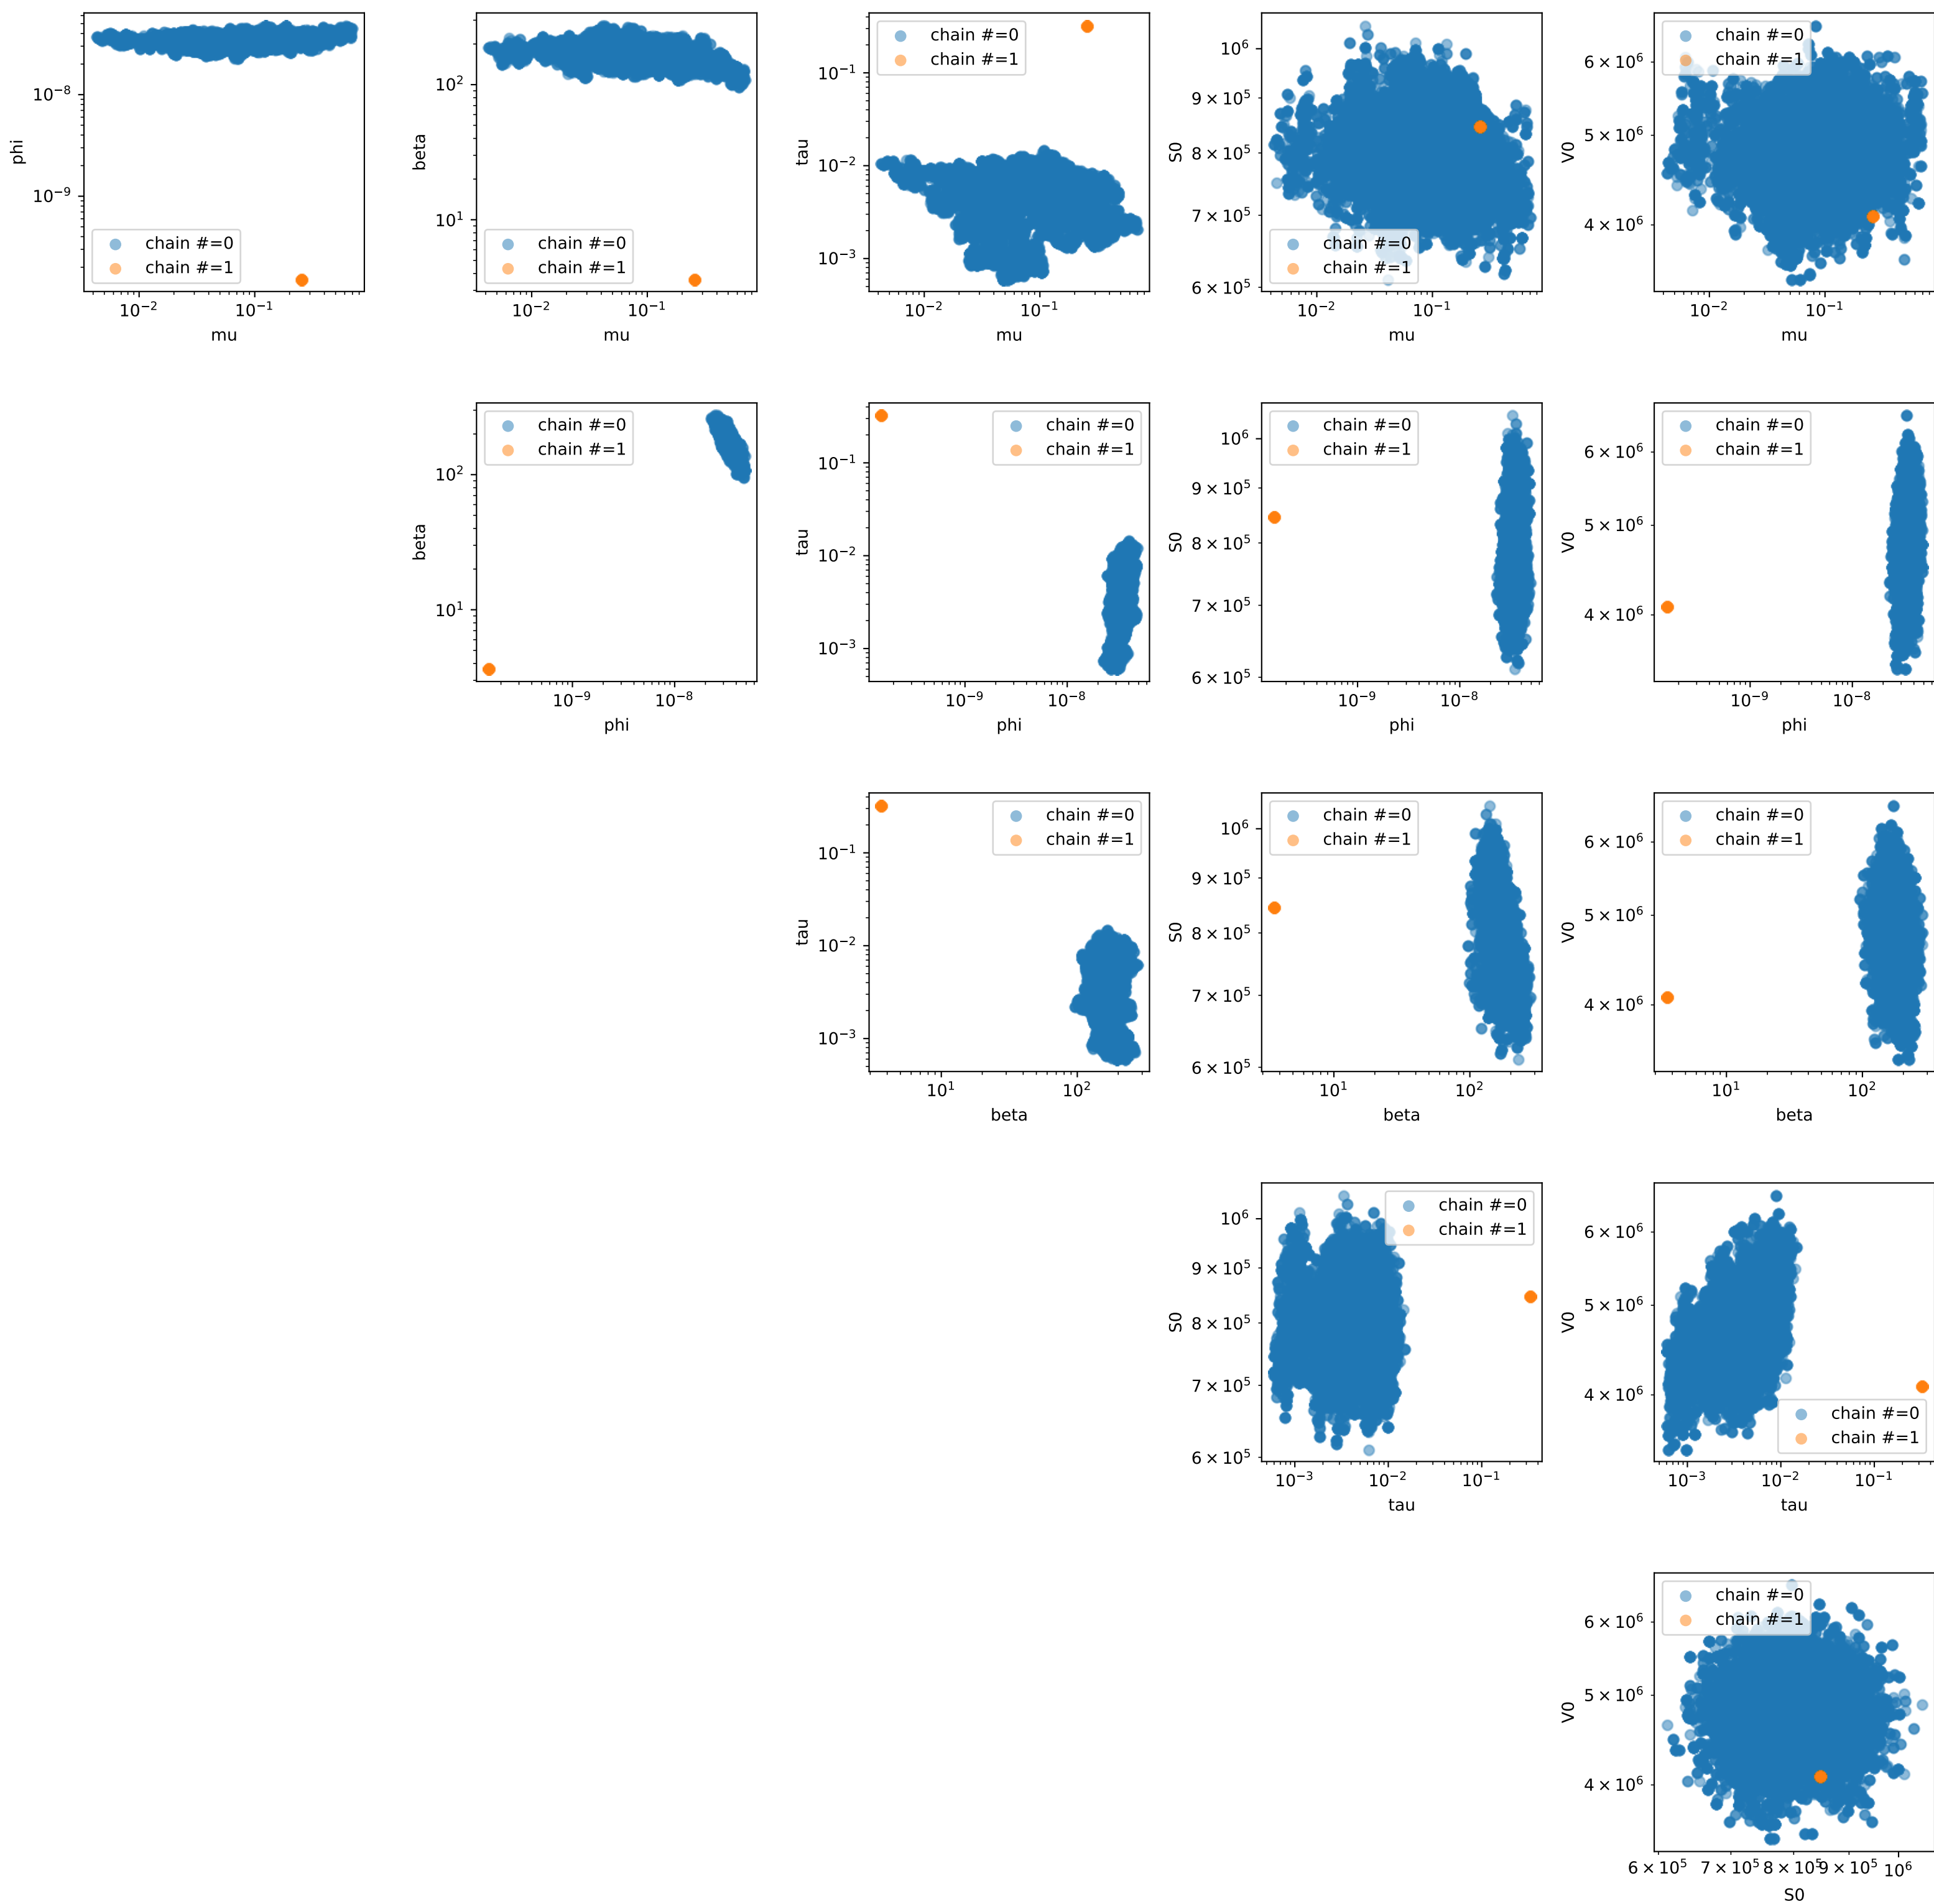 phi
10⁻⁸
10⁻⁹
chain #=0
chain #=1
10⁻² 10⁻¹
mu
beta
10²
10¹
chain #=0
chain #=1
10⁻² 10⁻¹
mu
tau
10⁻¹
10⁻²
10⁻³
chain #=0
chain #=1
10⁻² 10⁻¹
mu
S0
10⁶
9 × 10⁵
8 × 10⁵
7 × 10⁵
6 × 10⁵
chain #=0
chain #=1
10⁻² 10⁻¹
mu
V0
6 × 10⁶
5 × 10⁶
4 × 10⁶
chain #=0
chain #=1
10⁻² 10⁻¹
mu
beta
10²
10¹
chain #=0
chain #=1
10⁻⁹ 10⁻⁸
phi
tau
10⁻¹
10⁻²
10⁻³
chain #=0
chain #=1
10⁻⁹ 10⁻⁸
phi
S0
10⁶
9 × 10⁵
8 × 10⁵
7 × 10⁵
6 × 10⁵
chain #=0
chain #=1
10⁻⁹ 10⁻⁸
phi
V0
6 × 10⁶
5 × 10⁶
4 × 10⁶
chain #=0
chain #=1
10⁻⁹ 10⁻⁸
phi
tau
10⁻¹
10⁻²
10⁻³
chain #=0
chain #=1
10¹ 10²
beta
S0
10⁶
9 × 10⁵
8 × 10⁵
7 × 10⁵
6 × 10⁵
chain #=0
chain #=1
10¹ 10²
beta
V0
6 × 10⁶
5 × 10⁶
4 × 10⁶
chain #=0
chain #=1
10¹ 10²
beta
S0
10⁶
9 × 10⁵
8 × 10⁵
7 × 10⁵
6 × 10⁵
chain #=0
chain #=1
10⁻³ 10⁻² 10⁻¹
tau
V0
6 × 10⁶
5 × 10⁶
4 × 10⁶
chain #=0
chain #=1
10⁻³ 10⁻² 10⁻¹
tau
V0
6 × 10⁶
5 × 10⁶
4 × 10⁶
chain #=0
chain #=1
6 × 10⁵ 7 × 10⁵ 8 × 10⁵ 9 × 10⁵ 10⁶
S0